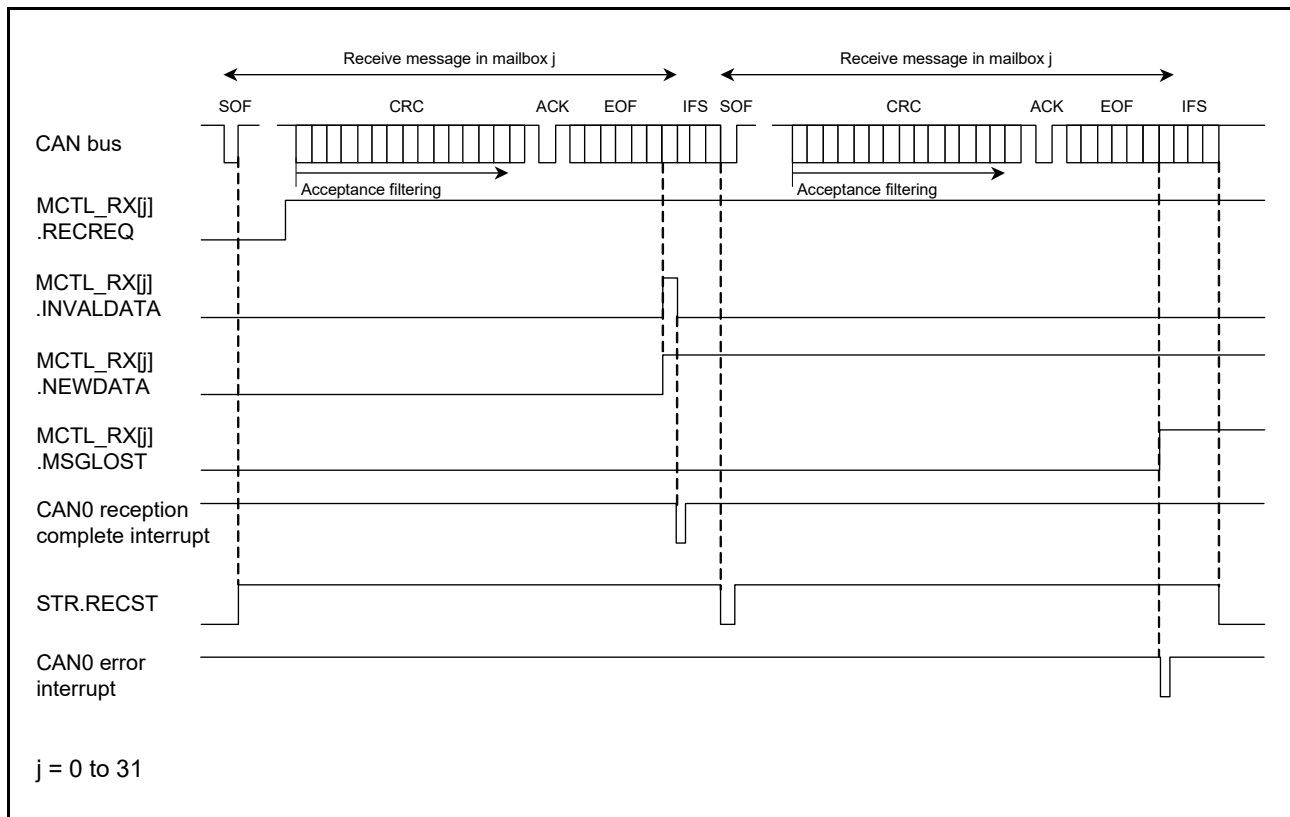 Receive message in mailbox j Receive message in mailbox j
SOF CRC ACK EOF IFS SOF CRC ACK EOF IFS
CAN bus
Acceptance filtering Acceptance filtering
MCTL_RX[j]
.RECREQ
MCTL_RX[j]
.INVALDATA
MCTL_RX[j]
.NEWDATA
MCTL_RX[j]
.MSGLOST
CAN0 reception
complete interrupt
STR.RECST
CAN0 error
interrupt
j = 0 to 31